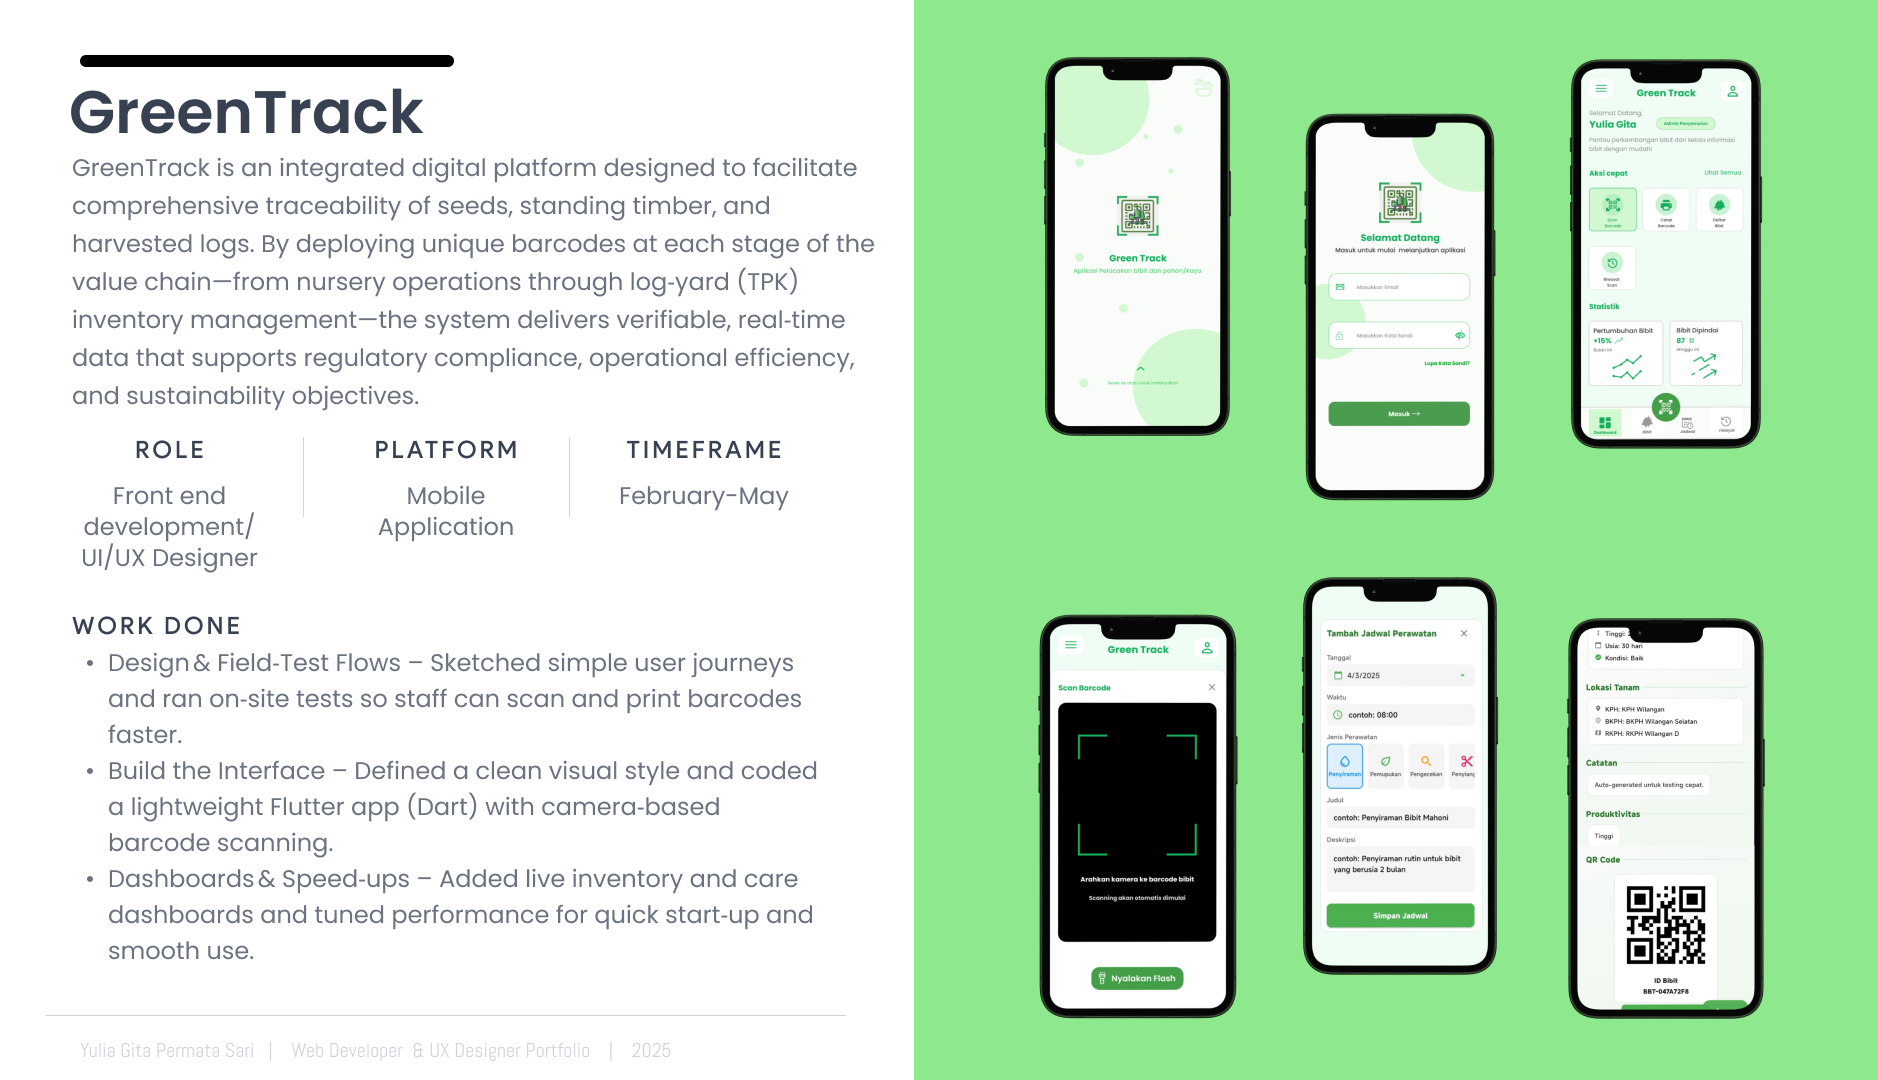 GreenTrack
GreenTrack is an integrated digital platform designed to facilitate
comprehensive traceability of seeds, standing timber, and
harvested logs. By deploying unique barcodes at each stage of the
value chain—from nursery operations through log-yard (TPK)
inventory management—the system delivers verifiable, real-time
data that supports regulatory compliance, operational efficiency,
and sustainability objectives.
ROLE
Front end
development/
UI/UX Designer
PLATFORM
Mobile
Application
TIMEFRAME
February-May
WORK DONE
• Design & Field-Test Flows – Sketched simple user journeys
and ran on-site tests so staff can scan and print barcodes
faster.
• Build the Interface – Defined a clean visual style and coded
a lightweight Flutter app (Dart) with camera-based
barcode scanning.
• Dashboards & Speed-ups – Added live inventory and care
dashboards and tuned performance for quick start-up and
smooth use.
Yulia Gita Permata Sari | Web Developer & UX Designer Portfolio | 2025
Green Track
Aplikasi Pelacakan bibit dan pohon/kayu
Geser ke atas untuk melanjutkan
Selamat Datang
Masuk untuk mulai melanjutkan aplikasi
Masukkan Email
Masukkan Kata Sandi
Lupa Kata Sandi?
Masuk →
Green Track
Selamat Datang,
Yulia Gita
Admin Penyemaian
Pantau perkembangan bibit dan kelola informasi
bibit dengan mudah!
Aksi cepat
Lihat Semua
Scan
Barcode
Cetak
Barcode
Daftar
Bibit
Riwayat
Scan
Statistik
Pertumbuhan Bibit
+15%
Bulan ini
Bibit Dipindai
87
Minggu ini
Dashboard
Bibit
Jadwal
Riwayat
Green Track
Scan Barcode
Arahkan kamera ke barcode bibit
Scanning akan otomatis dimulai
Nyalakan Flash
Tambah Jadwal Perawatan
Tanggal
4/3/2025
Waktu
contoh: 08:00
Jenis Perawatan
Penyiraman
Pemupukan
Pengecekan
Penyiang
Judul
contoh: Penyiraman Bibit Mahoni
Deskripsi
contoh: Penyiraman rutin untuk bibit
yang berusia 2 bulan
Simpan Jadwal
Tinggi:
Usia: 30 hari
Kondisi: Baik
Lokasi Tanam
KPH: KPH Wilangan
BKPH: BKPH Wilangan Selatan
RKPH: RKPH Wilangan D
Catatan
Auto-generated untuk testing cepat.
Produktivitas
Tinggi
QR Code
ID Bibit
BBT-047A72F8